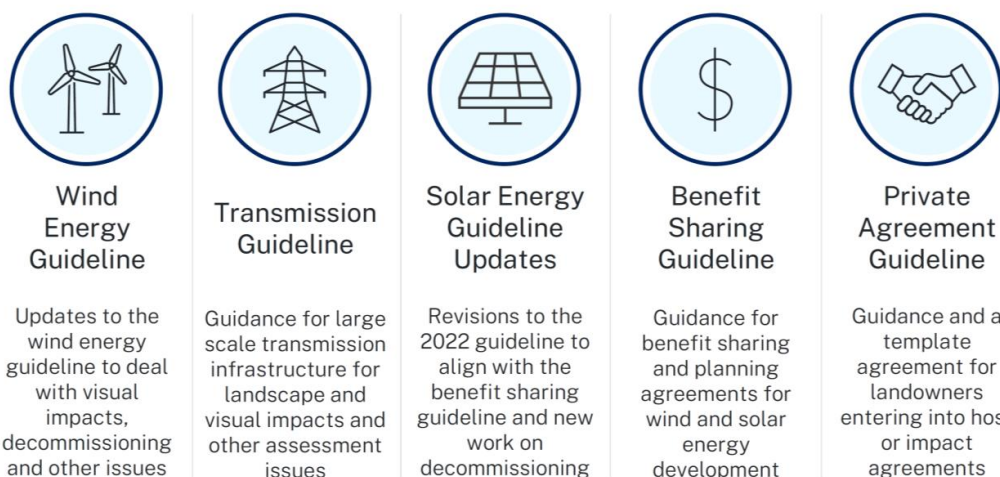 Wind
Energy
Guideline
Updates to the
wind energy
guideline to deal
with visual
impacts,
decommissioning
and other issues
Transmission
Guideline
Guidance for large
scale transmission
infrastructure for
landscape and
visual impacts and
other assessment
issues
Solar Energy
Guideline
Updates
Revisions to the
2022 guideline to
align with the
benefit sharing
guideline and new
work on
decommissioning
$
Benefit
Sharing
Guideline
Guidance for
benefit sharing
and planning
agreements for
wind and solar
energy
development
Private
Agreement
Guideline
Guidance and a
template
agreement for
landowners
entering into hos
or impact
agreements